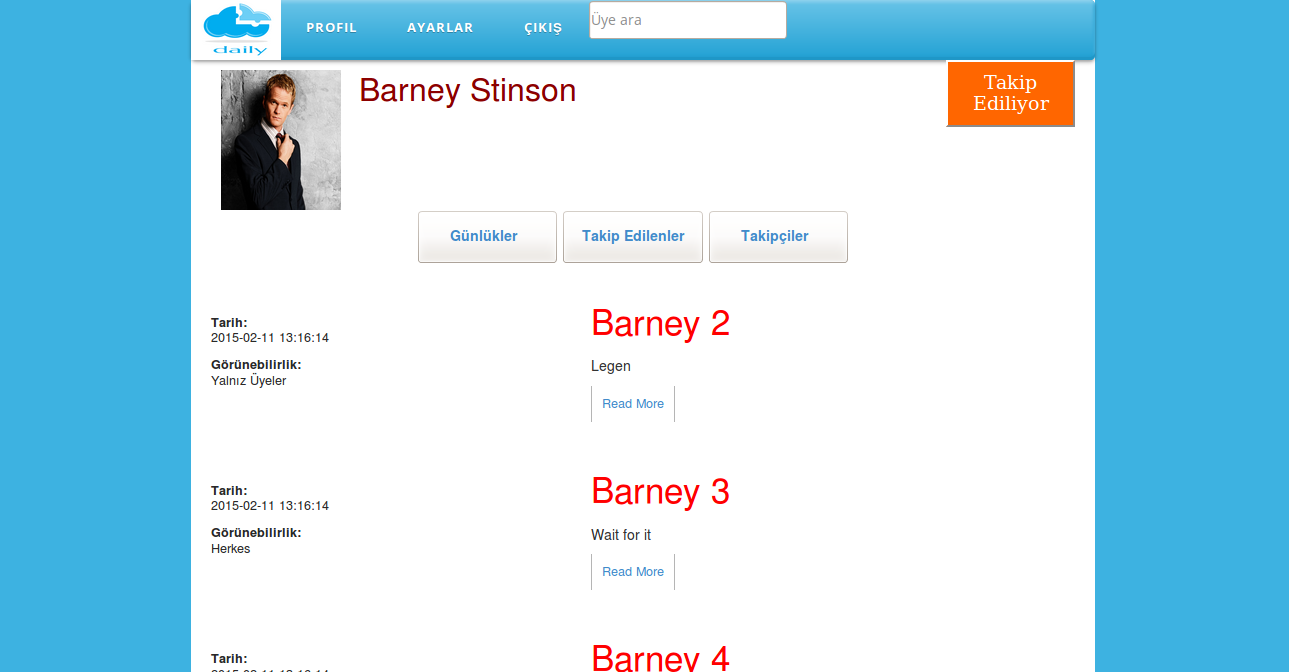 daily
PROFIL
AYARLAR
ÇIKIŞ
Üye ara
Barney Stinson
Takip
Ediliyor
Günlükler
Takip Edilenler
Takipçiler
Tarih:
2015-02-11 13:16:14
Görünebilirlik:
Yalnız Üyeler
Barney 2
Legen
Read More
Tarih:
2015-02-11 13:16:14
Görünebilirlik:
Herkes
Barney 3
Wait for it
Read More
Tarih:
Barney 4